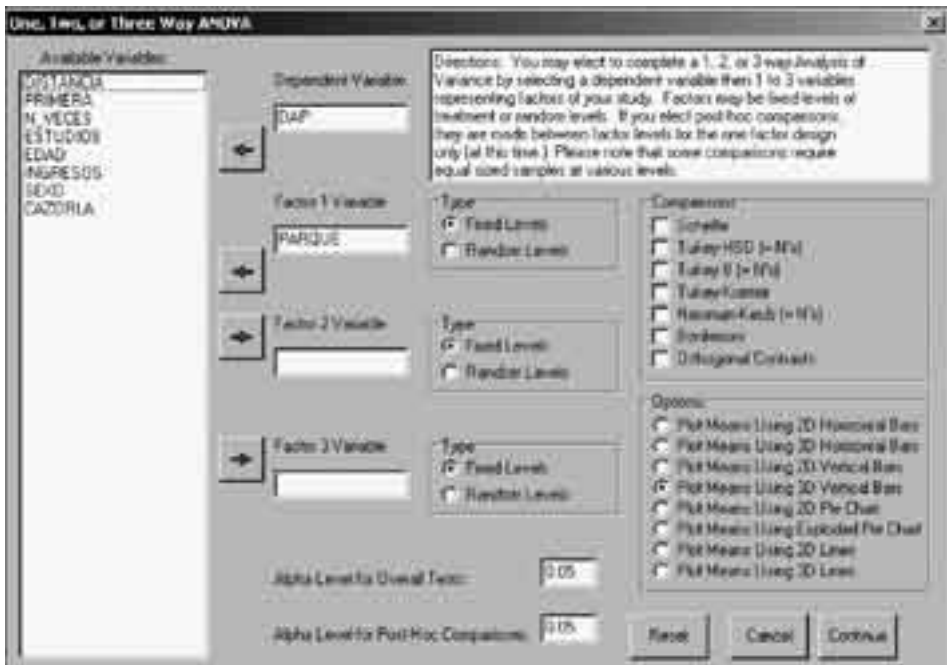 One, Two, or Three Way ANOVA
Available Variables:
DISTANCIA
PRIMERA
N_VECES
ESTUDIOS
EDAD
INGRESOS
SEXO
CAZORLA
Dependent Variable
DAP
Factor 1 Variable
PARQUE
Factor 2 Variable
Factor 3 Variable
Directions: You may elect to complete a 1, 2, or 3 way Analysis of
Variance by selecting a dependent variable then 1 to 3 variables
representing factors of your study. Factors may be fixed levels of
treatment or random levels. If you elect post-hoc comparisons,
they are made between factor levels for the one factor design
only (at this time.) Please note that some comparisons require
equal sized samples at various levels.
Type
Fixed Levels
Random Levels
Type
Fixed Levels
Random Levels
Type
Fixed Levels
Random Levels
Comparisons:
Scheffe
Tukey HSD (= N's)
Tukey B (= N's)
Tukey-Kramer
Newman-Keuls (= N's)
Bonferroni
Orthogonal Contrasts
Options:
Plot Means Using 2D Horizontal Bars
Plot Means Using 3D Horizontal Bars
Plot Means Using 2D Vertical Bars
Plot Means Using 3D Vertical Bars
Plot Means Using 2D Pie Chart
Plot Means Using Exploded Pie Chart
Plot Means Using 2D Lines
Plot Means Using 3D Lines
Alpha Level for Overall Tests:
0.05
Alpha Level for Post-Hoc Comparisons:
0.05
Reset
Cancel
Continue